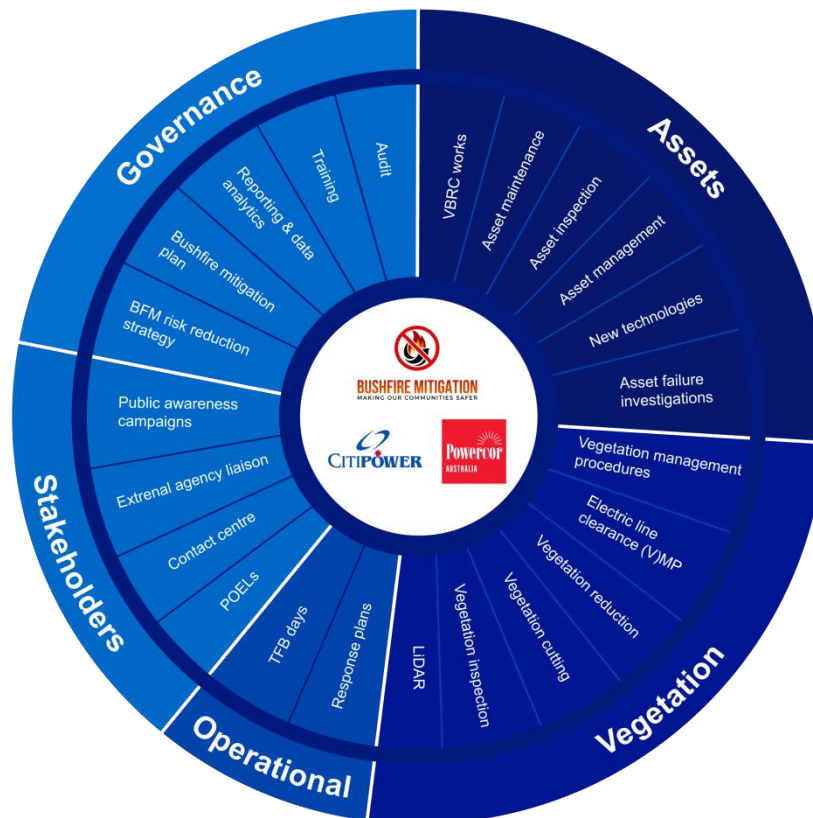 Governance
Audit
Training
Reporting & data
analytics
Bushfire mitigation
plan
BFM risk reduction
strategy
Assets
VBRC works
Asset maintenance
Asset inspection
Asset management
New technologies
Asset failure
investigations
Vegetation
Vegetation management
procedures
Electric line
clearance (V)MP
Vegetation reduction
Vegetation cutting
Vegetation inspection
LiDAR
Operational
Response plans
TFB days
Stakeholders
Public awareness
campaigns
Extrenal agency liaison
Contact centre
POELs
BUSHFIRE MITIGATION
MAKING OUR COMMUNITIES SAFER
CITIPOWER
Powercor
AUSTRALIA